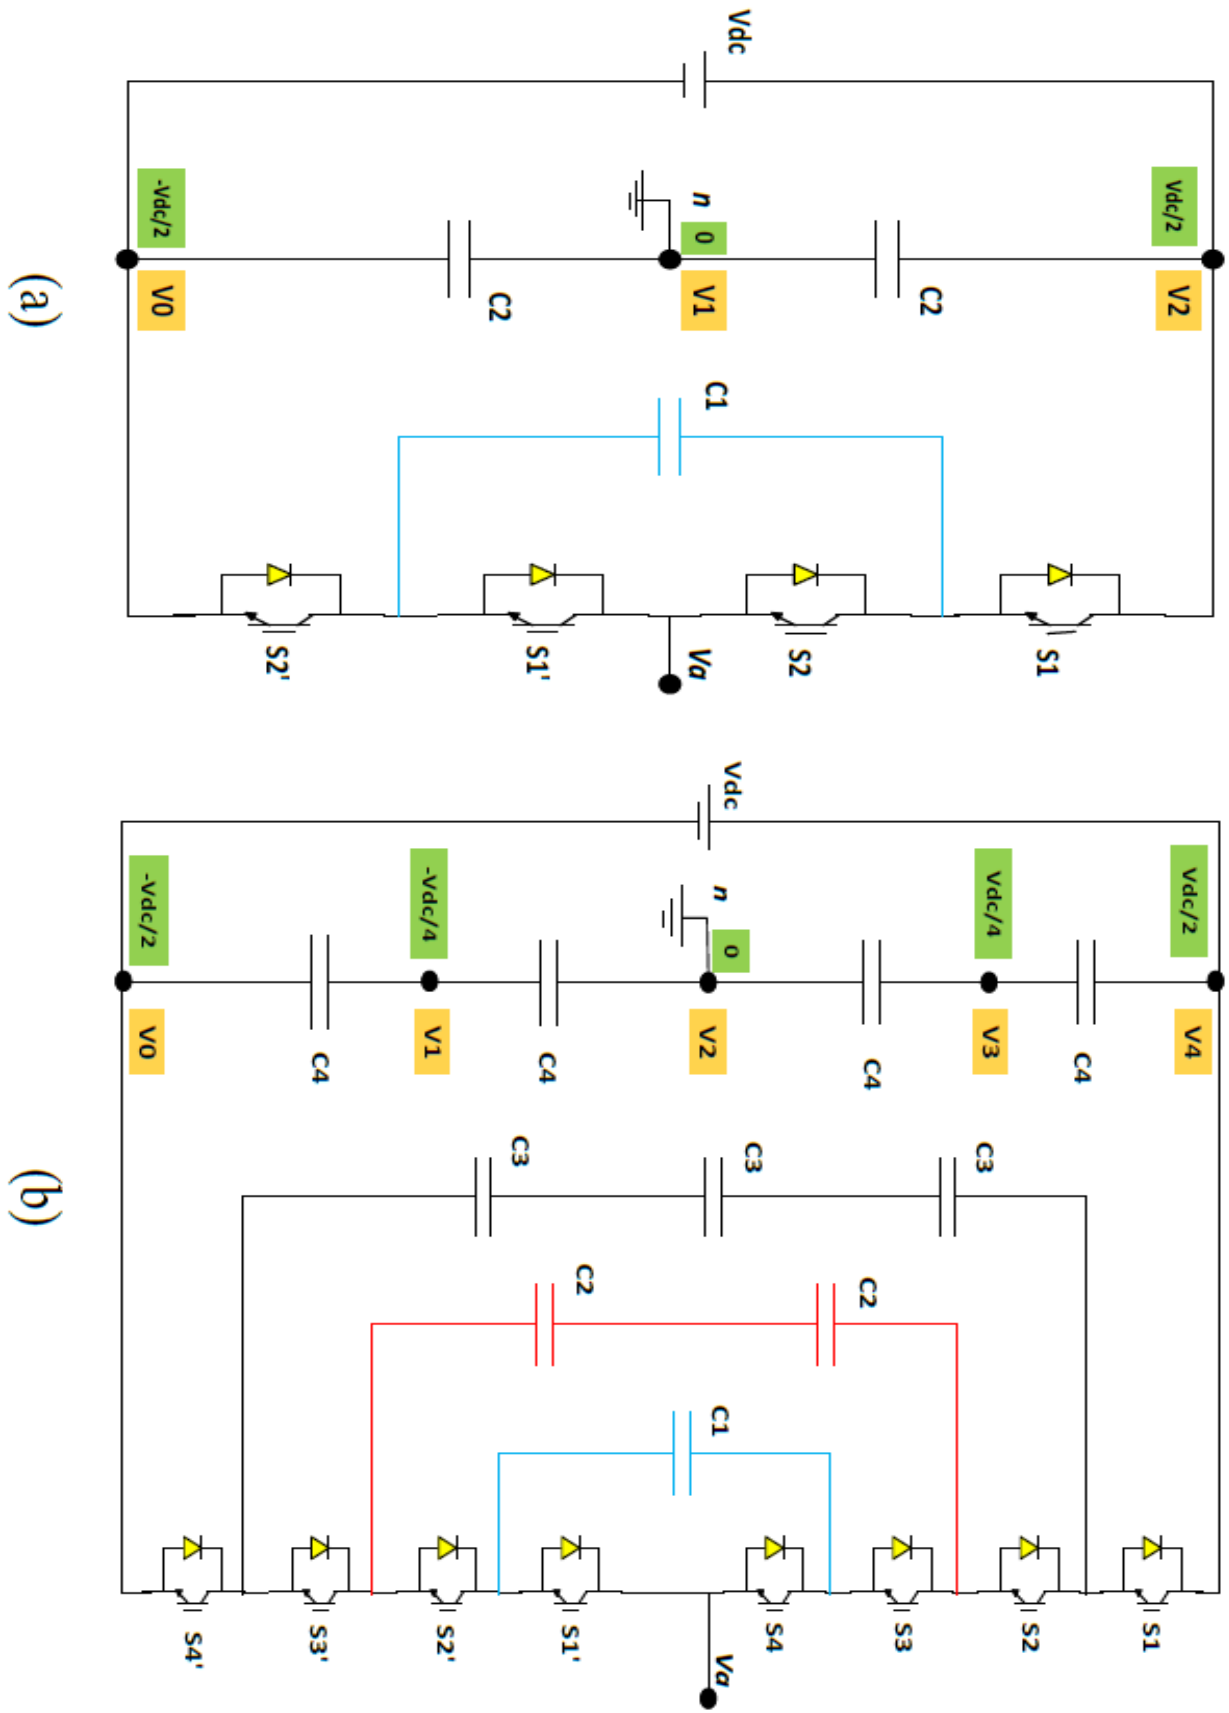 Vdc
Vdc/2
V2
C2
n
0
V1
C2
-Vdc/2
V0
C1
S1
S2
Va
S1'
S2'
(a)
Vdc
Vdc/2
V4
C4
Vdc/4
V3
C4
n
0
V2
C4
-Vdc/4
V1
C4
-Vdc/2
V0
C3
C3
C3
C2
C2
C1
S1
S2
S3
S4
Va
S1'
S2'
S3'
S4'
(b)